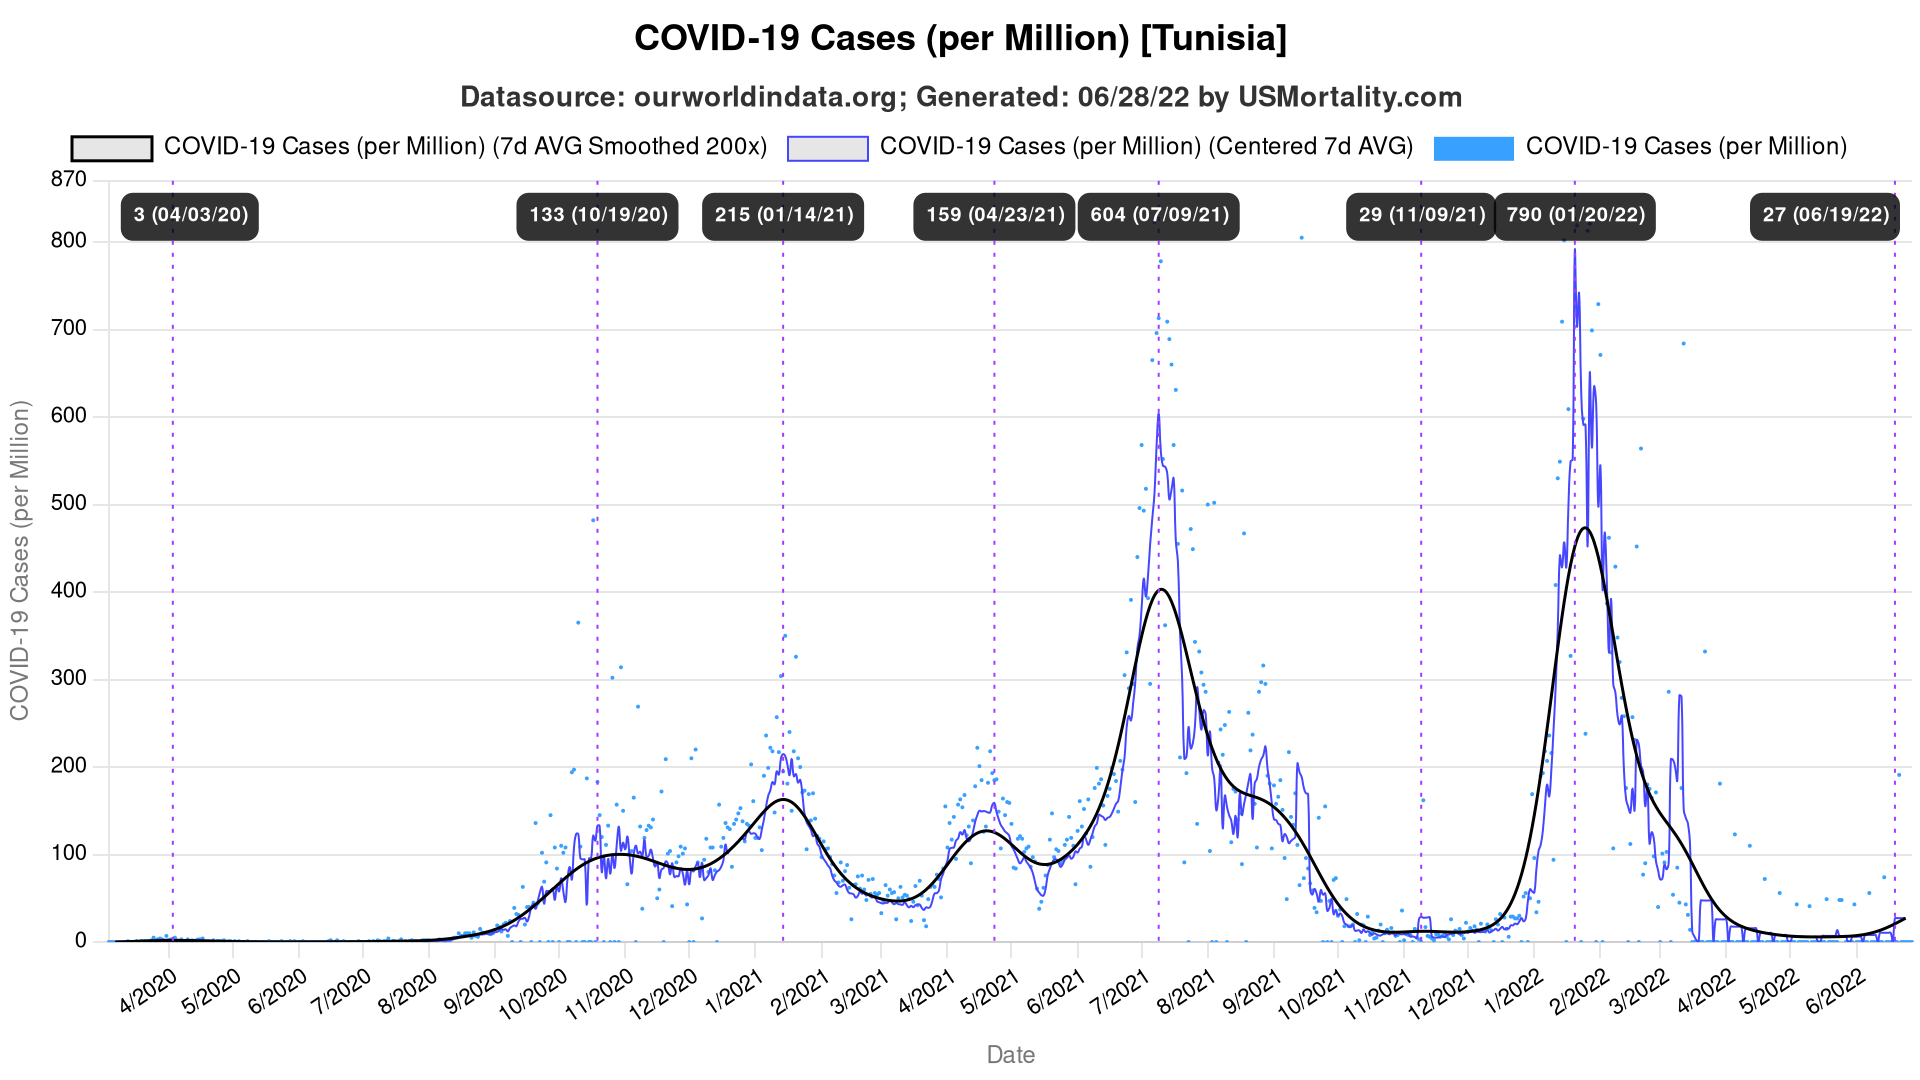 COVID-19 Cases (per Million) [Tunisia]
Datasource: ourworldindata.org; Generated: 06/28/22 by USMortality.com
COVID-19 Cases (per Million) (7d AVG Smoothed 200x) COVID-19 Cases (per Million) (Centered 7d AVG) COVID-19 Cases (per Million)
3 (04/03/20) 133 (10/19/20) 215 (01/14/21) 159 (04/23/21) 604 (07/09/21) 29 (11/09/21) 790 (01/20/22) 27 (06/19/22)
870
800
700
600
500
400
300
200
100
0
COVID-19 Cases (per Million)
4/2020 5/2020 6/2020 7/2020 8/2020 9/2020 10/2020 11/2020 12/2020 1/2021 2/2021 3/2021 4/2021 5/2021 6/2021 7/2021 8/2021 9/2021 10/2021 11/2021 12/2021 1/2022 2/2022 3/2022 4/2022 5/2022 6/2022
Date